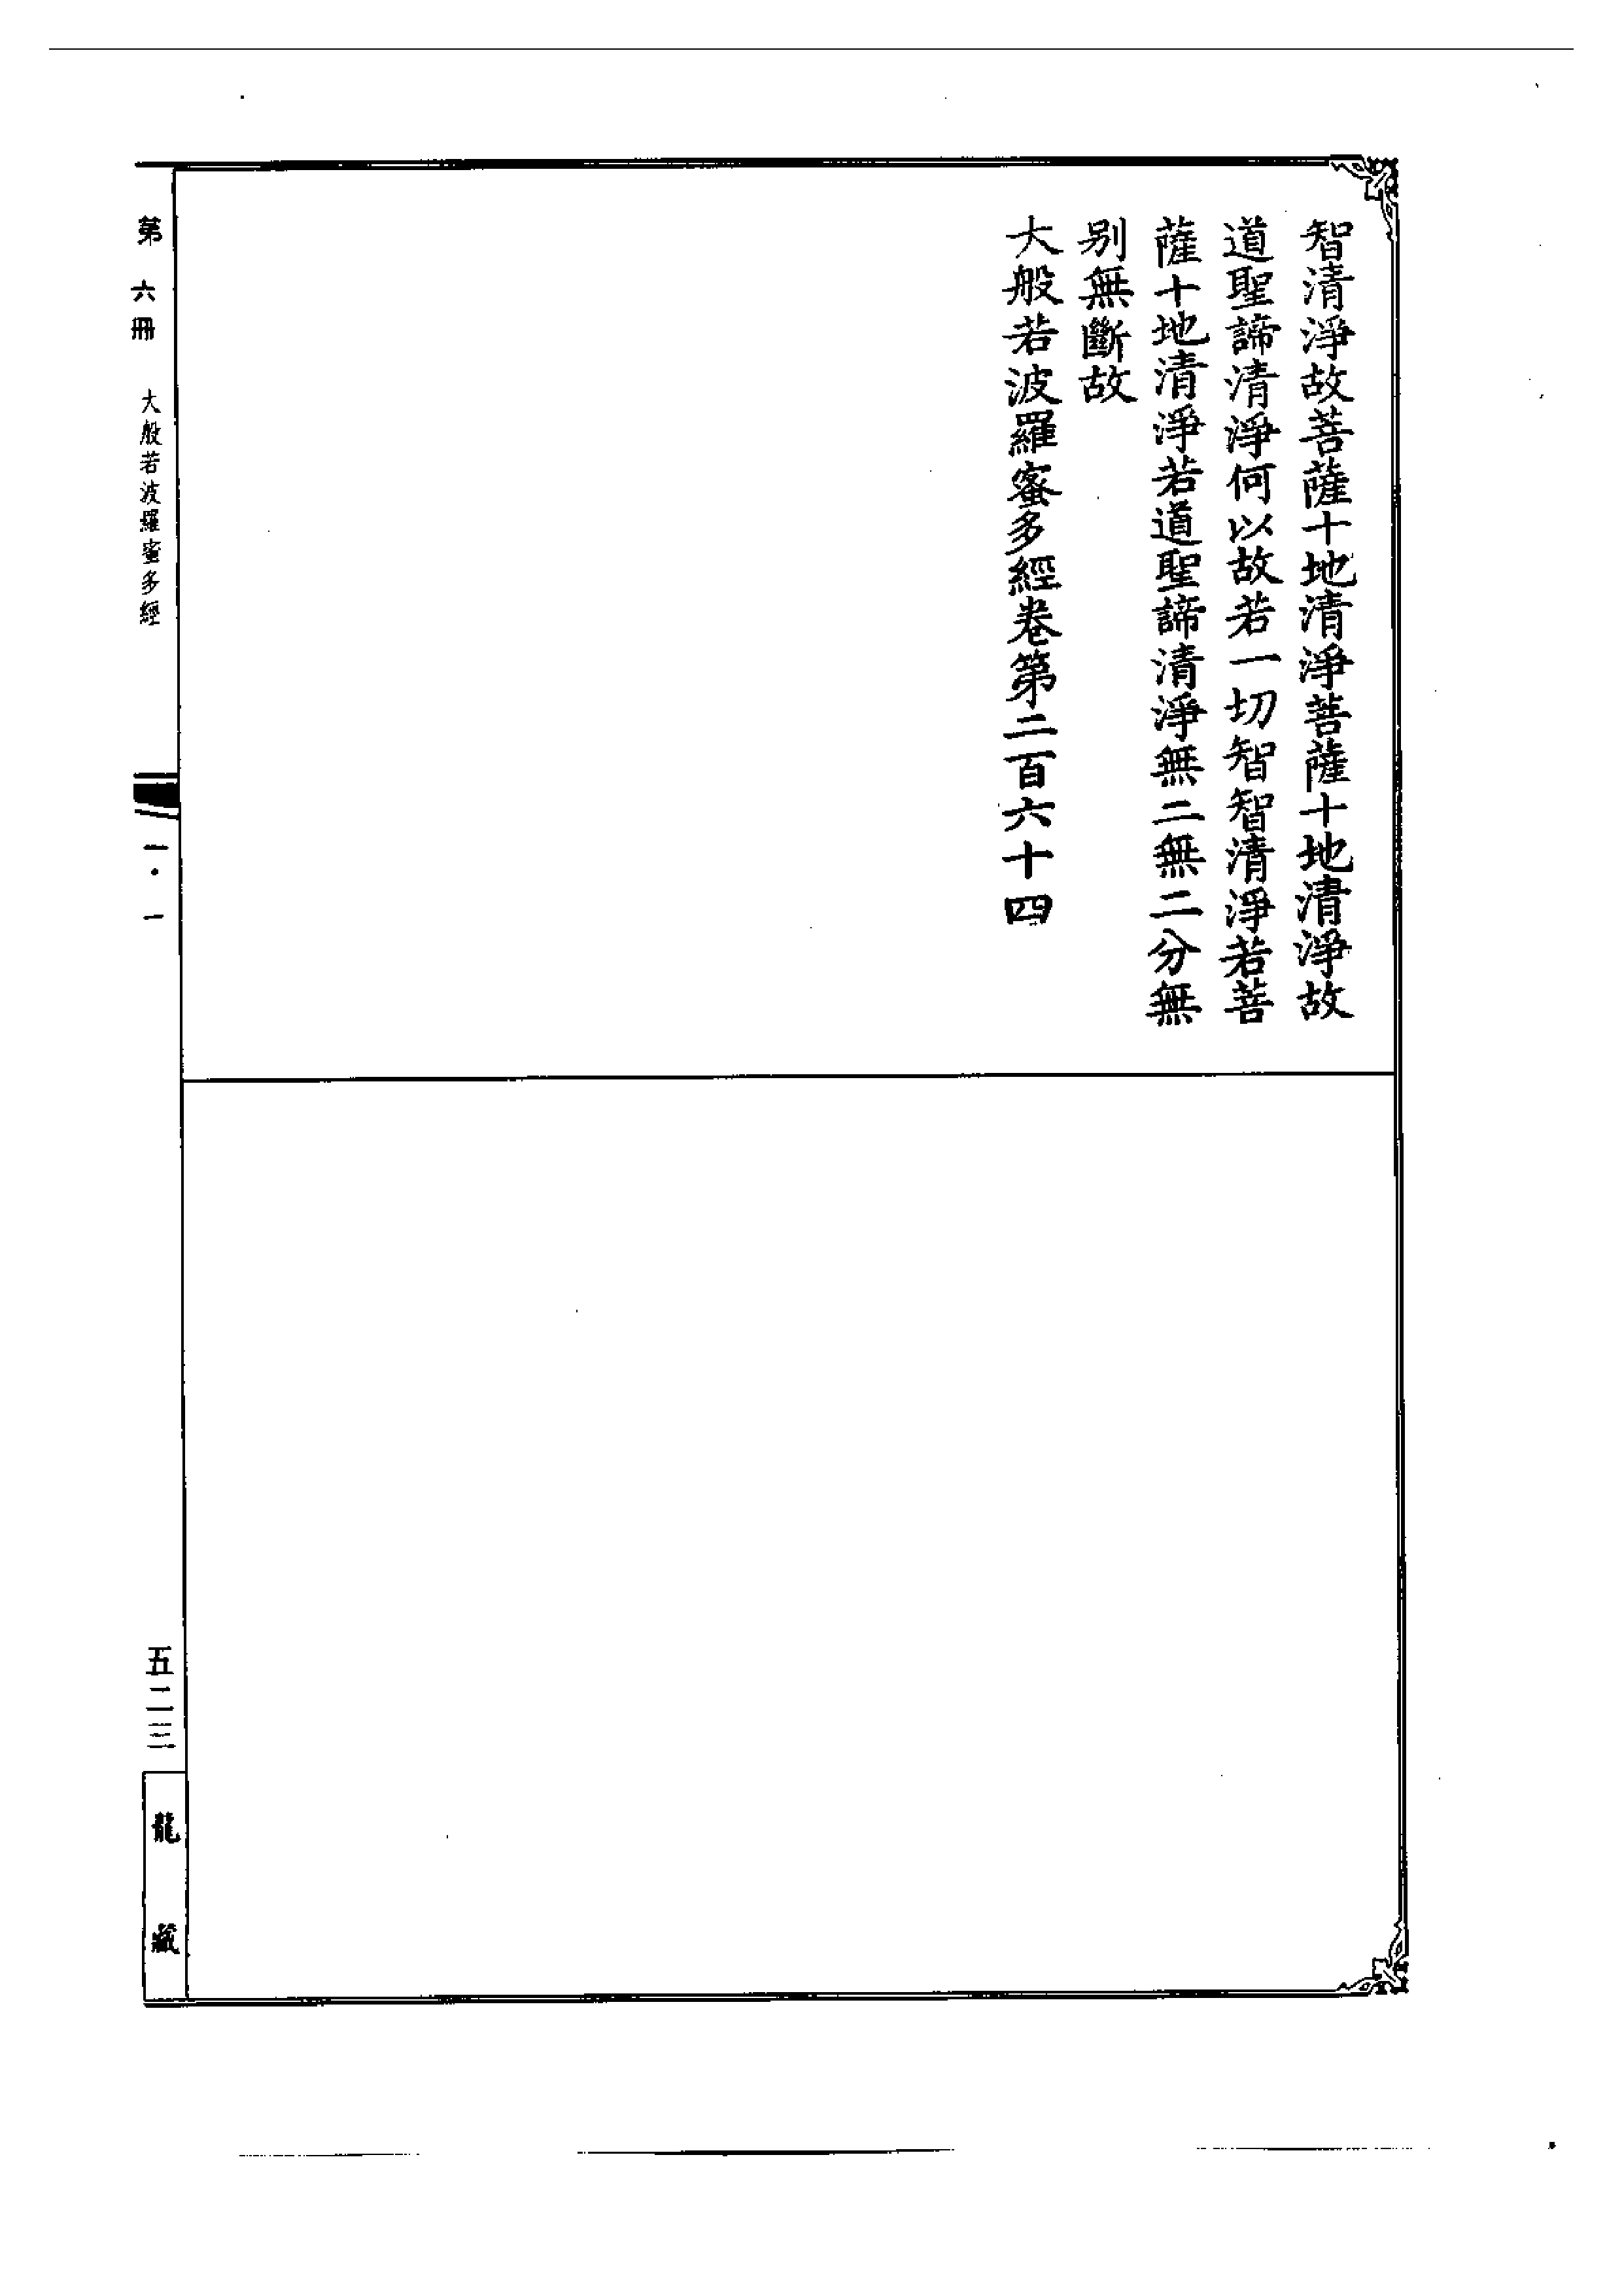 智清淨故菩薩十地清淨菩薩十地清淨故
道聖諦清淨何以故若一切智智清淨若菩
薩十地清淨若道聖諦清淨無二無二分無
别無斷故
大般若波羅蜜多經卷第二百六十四
第六冊 大般若波羅蜜多經
一·一
五二三
龍藏